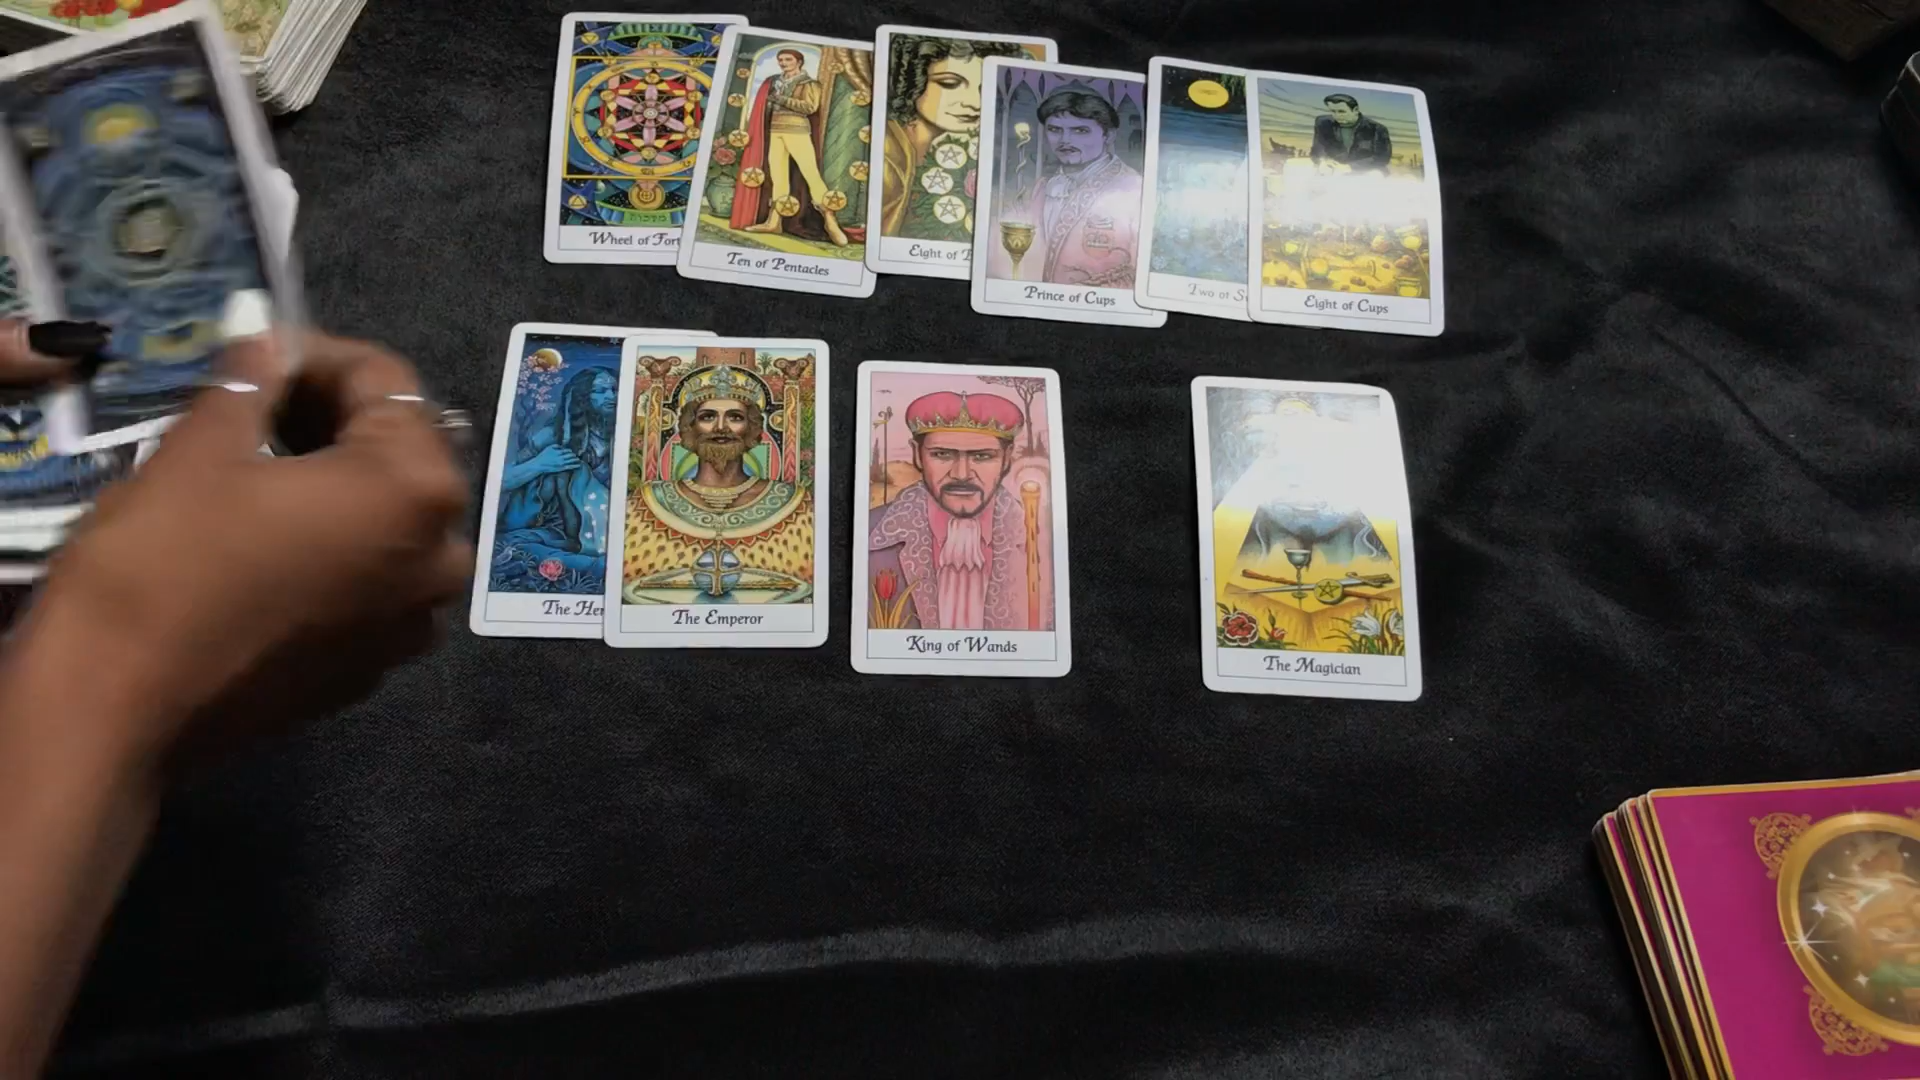 Wheel of Fort
Ten of Pentacles
Eight of
Prince of Cups
Two of S
Eight of Cups
The Her
The Emperor
King of Wands
The Magician